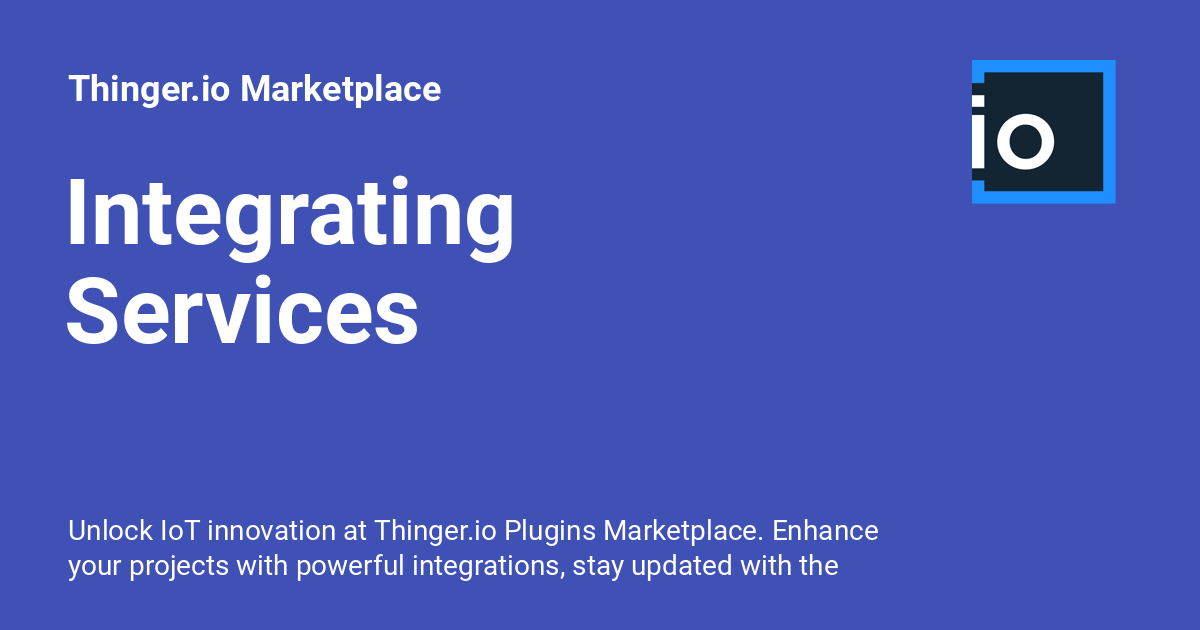 Thinger.io Marketplace
io
Integrating
Services
Unlock IoT innovation at Thinger.io Plugins Marketplace. Enhance
your projects with powerful integrations, stay updated with the